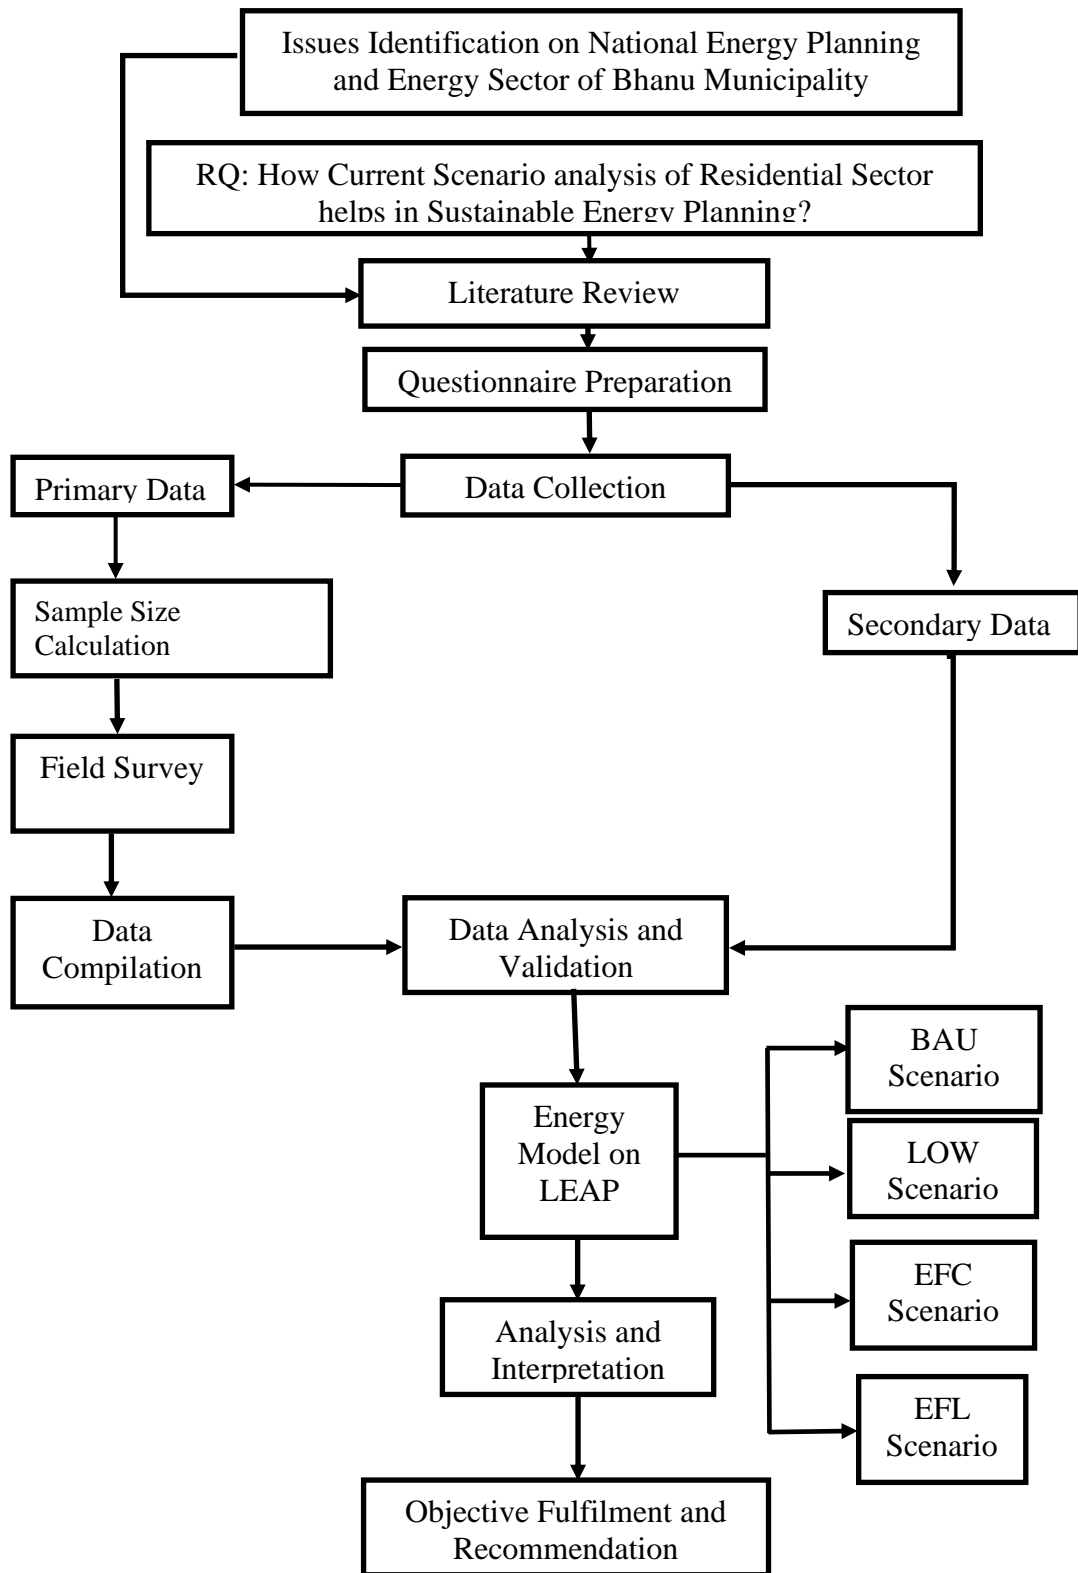 Issues Identification on National Energy Planning
and Energy Sector of Bhanu Municipality
RQ: How Current Scenario analysis of Residential Sector
helps in Sustainable Energy Planning?
Literature Review
Questionnaire Preparation
Primary Data
Data Collection
Sample Size
Calculation
Secondary Data
Field Survey
Data
Compilation
Data Analysis and
Validation
BAU
Scenario
Energy
Model on
LEAP
LOW
Scenario
EFC
Scenario
Analysis and
Interpretation
EFL
Scenario
Objective Fulfilment and
Recommendation